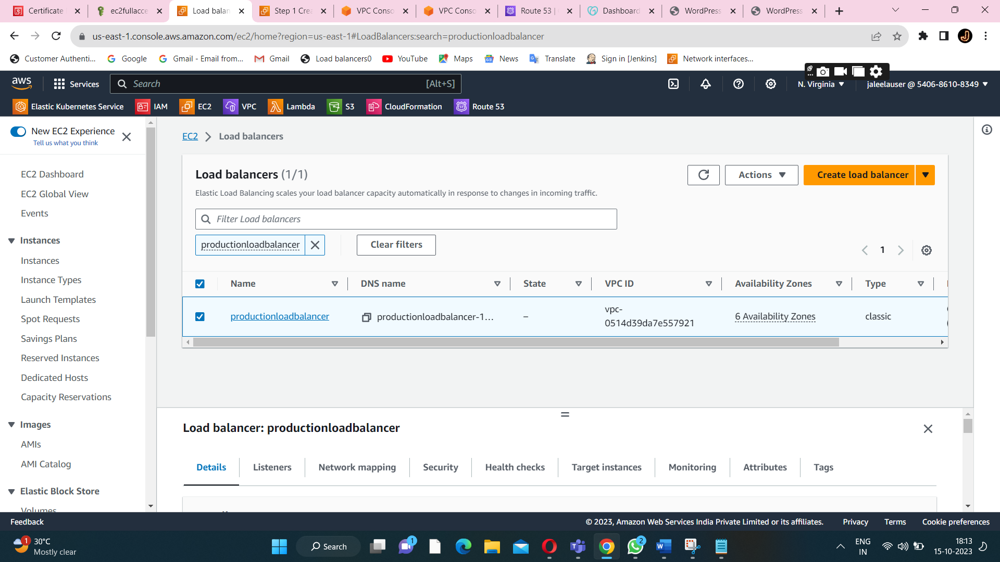 Certificate
ec2fullacce
Load balan
Step 1 Crea
VPC Conso
VPC Conso
Route 53 |
Dashboard
WordPress
WordPress
us-east-1.console.aws.amazon.com/ec2/home?region=us-east-1#LoadBalancers:search=productionloadbalancer
Customer Authenti...
Google
Gmail - Email from...
Gmail
Load balancers0
YouTube
Maps
News
Translate
Sign in [Jenkins]
Network interfaces...
aws
Services
Search
[Alt+S]
N. Virginia
jaleelauser @ 5406-8610-8349
Elastic Kubernetes Service
IAM
EC2
VPC
Lambda
S3
CloudFormation
Route 53
New EC2 Experience
Tell us what you think
EC2 Dashboard
EC2 Global View
Events
Instances
Instances
Instance Types
Launch Templates
Spot Requests
Savings Plans
Reserved Instances
Dedicated Hosts
Capacity Reservations
Images
AMIs
AMI Catalog
Elastic Block Store
Volumes
EC2
Load balancers
Load balancers (1/1)
Actions
Create load balancer
Elastic Load Balancing scales your load balancer capacity automatically in response to changes in incoming traffic.
Filter Load balancers
productionloadbalancer
Clear filters
1
Name
DNS name
State
VPC ID
Availability Zones
Type
productionloadbalancer
productionloadbalancer-1...
–
vpc-
0514d39da7e557921
6 Availability Zones
classic
Load balancer: productionloadbalancer
Details
Listeners
Network mapping
Security
Health checks
Target instances
Monitoring
Attributes
Tags
Feedback
© 2023, Amazon Web Services India Private Limited or its affiliates.
Privacy
Terms
Cookie preferences
1
30°C
Mostly clear
Search
1
2
ENG
IN
18:13
15-10-2023